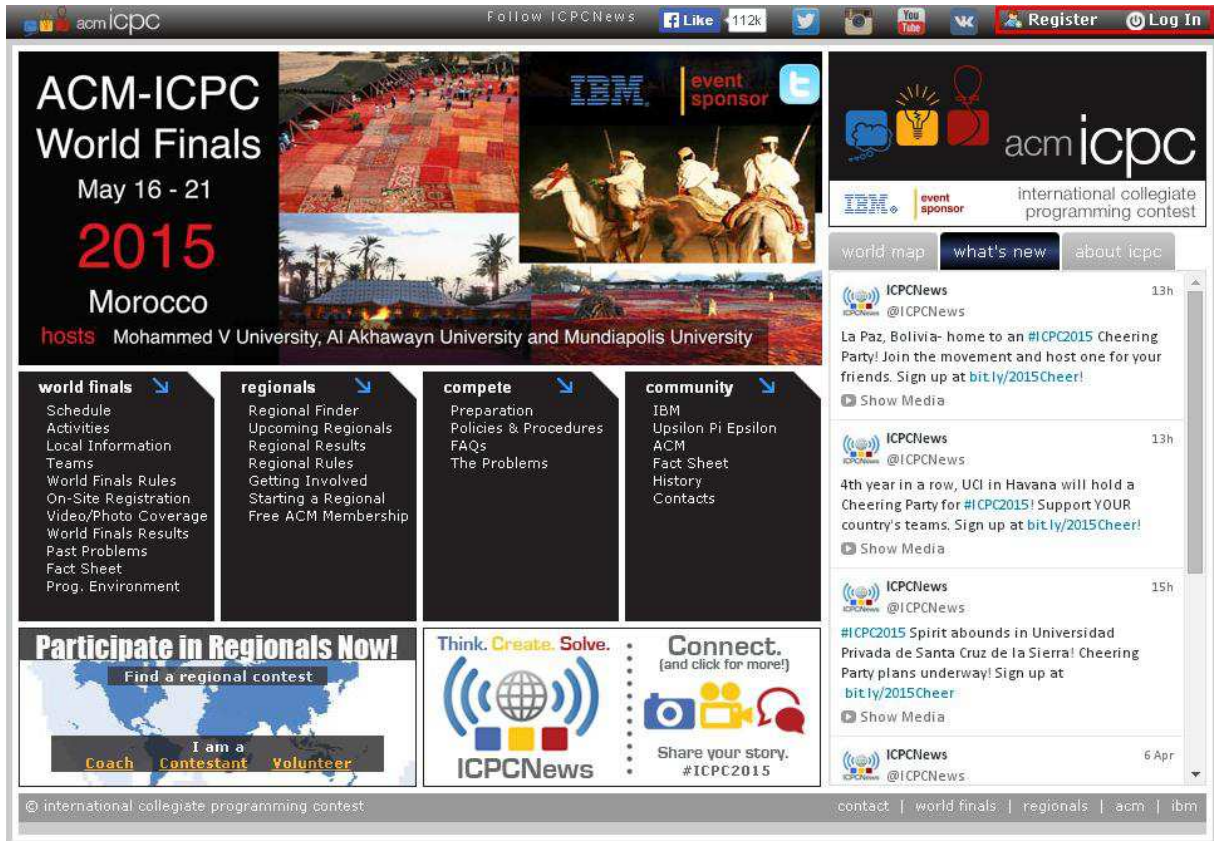 acm icpc
Follow ICPCNews
Like 112k
You Tube
Register
Log In
ACM-ICPC
World Finals
May 16 - 21
2015
Morocco
hosts Mohammed V University, Al Akhawayn University and Mundiapolis University
IBM. event sponsor
acm icpc
IBM. event sponsor
international collegiate
programming contest
world map
what's new
about icpc
world finals
Schedule
Activities
Local Information
Teams
World Finals Rules
On-Site Registration
Video/Photo Coverage
World Finals Results
Past Problems
Fact Sheet
Prog. Environment
regionals
Regional Finder
Upcoming Regionals
Regional Results
Regional Rules
Getting Involved
Starting a Regional
Free ACM Membership
compete
Preparation
Policies & Procedures
FAQs
The Problems
community
IBM
Upsilon Pi Epsilon
ACM
Fact Sheet
History
Contacts
Participate in Regionals Now!
Find a regional contest
I am a
Coach Contestant Volunteer
Think. Create. Solve.
ICPCNews
Connect.
(and click for more!)
Share your story.
#ICPC2015
ICPCNews
ICPCNews 13h
@ICPCNews
La Paz, Bolivia- home to an #ICPC2015 Cheering
Party! Join the movement and host one for your
friends. Sign up at bit.ly/2015Cheer!
Show Media
ICPCNews
ICPCNews 13h
@ICPCNews
4th year in a row, UCI in Havana will hold a
Cheering Party for #ICPC2015! Support YOUR
country's teams. Sign up at bit.ly/2015Cheer!
Show Media
ICPCNews
ICPCNews 15h
@ICPCNews
#ICPC2015 Spirit abounds in Universidad
Privada de Santa Cruz de la Sierra! Cheering
Party plans underway! Sign up at
bit.ly/2015Cheer
Show Media
ICPCNews
ICPCNews 6 Apr
@ICPCNews
© international collegiate programming contest
contact | world finals | regionals | acm | ibm